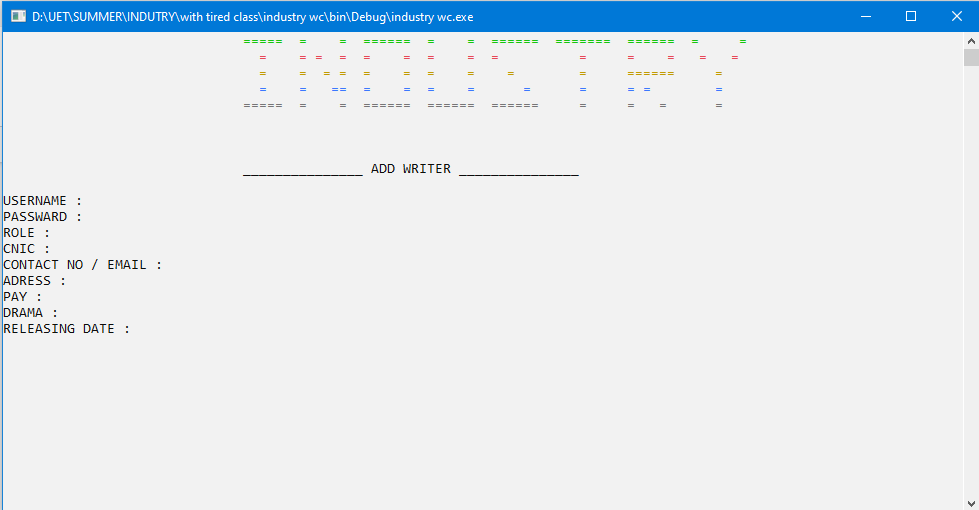 D:\UET\SUMMER\INDUTRY\with tired class\industry wc\bin\Debug\industry wc.exe
INDUSTRY
_______________ ADD WRITER _______________
USERNAME :
PASSWARD :
ROLE :
CNIC :
CONTACT NO / EMAIL :
ADRESS :
PAY :
DRAMA :
RELEASING DATE :